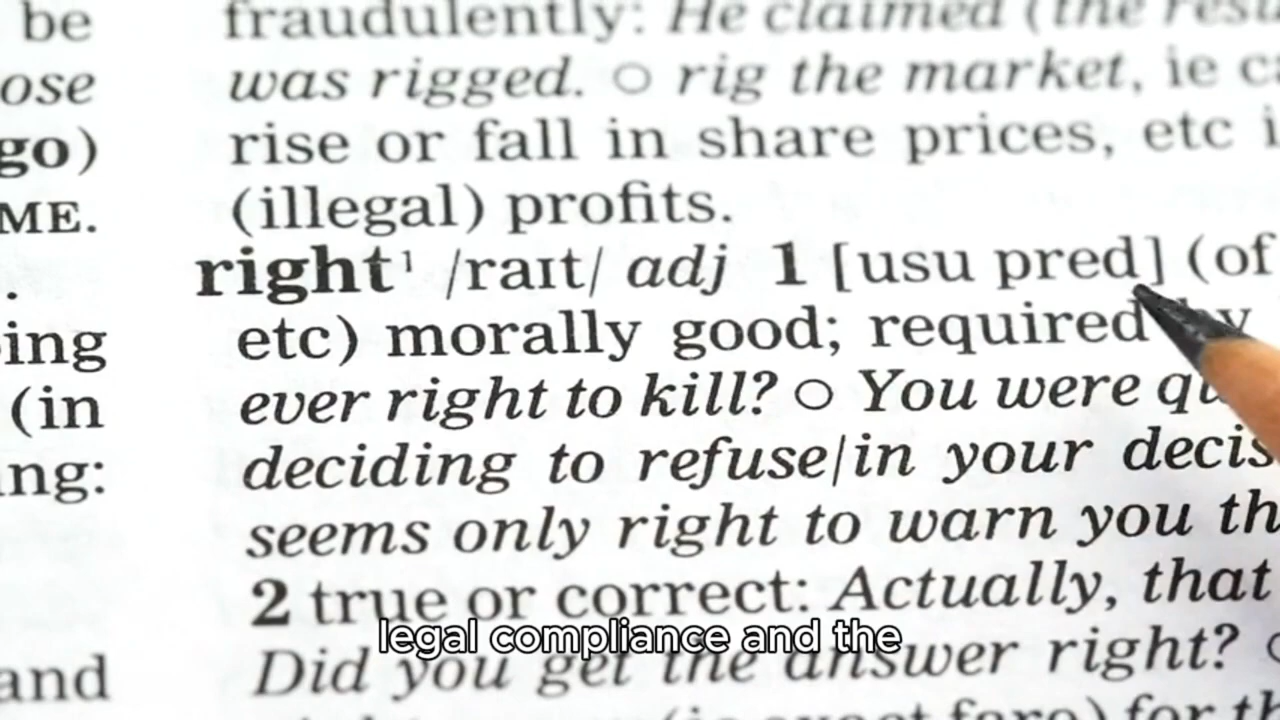 be
ose
go)
ME.
.
ing
(in
ng:
and
fraudulently: He claimed (the
was rigged. ○ rig the market, ie
rise or fall in share prices, etc
(illegal) profits.
right¹ /raɪt/ adj 1 [usu pred] (of
etc) morally good; required
ever right to kill? ○ You were
deciding to refuse/in your
seems only right to warn you
2 true or correct: Actually, that
Did you get the answer right?
for
legal compliance and the